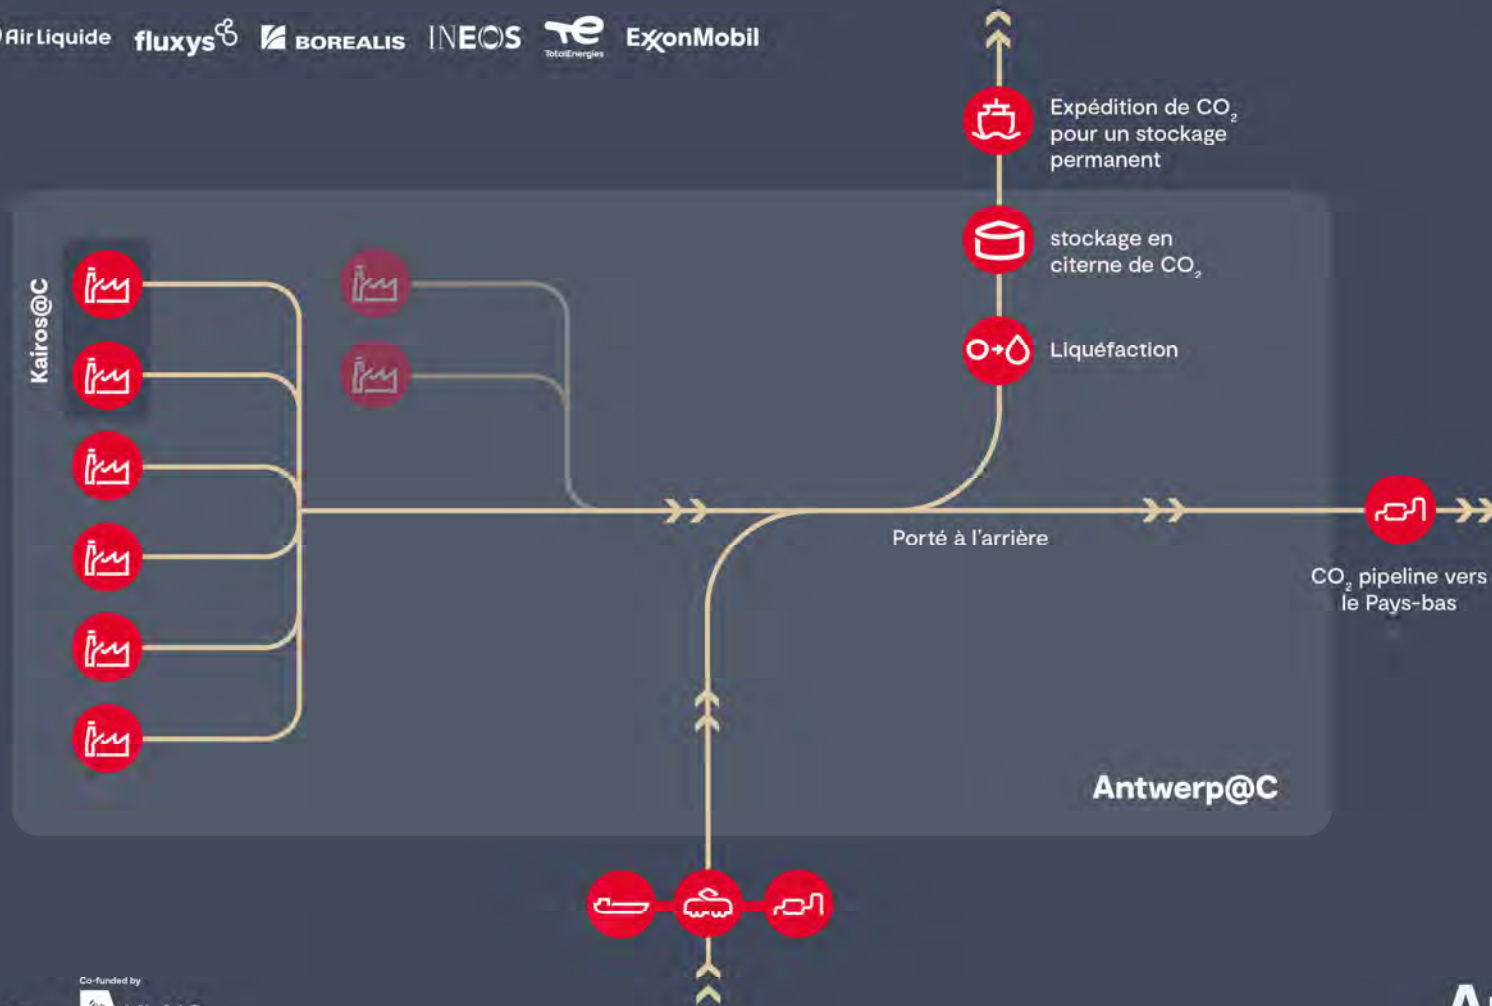 Air Liquide fluxys BOREALIS INEOS TotalEnergies ExxonMobil
Expédition de CO₂
pour un stockage
permanent
stockage en
citerne de CO₂
Liquéfaction
Kairos@C
Porté à l'arrière
CO₂ pipeline vers
le Pays-bas
Antwerp@C
Co-funded by